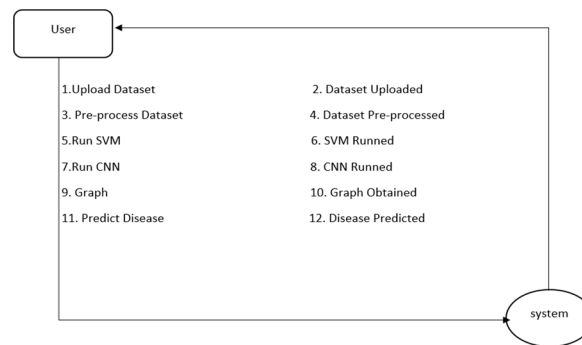 User
1.Upload Dataset 2. Dataset Uploaded
3. Pre-process Dataset 4. Dataset Pre-processed
5.Run SVM 6. SVM Runned
7.Run CNN 8. CNN Runned
9. Graph 10. Graph Obtained
11. Predict Disease 12. Disease Predicted
system